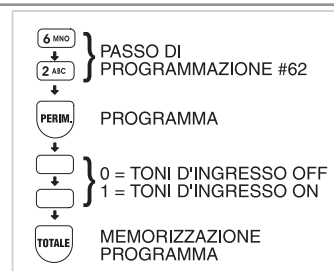 6 MNO
2 ABC
PASSO DI
PROGRAMMAZIONE #62
PERIM.
PROGRAMMA
0 = TONI D'INGRESSO OFF
1 = TONI D'INGRESSO ON
TOTALE
MEMORIZZAZIONE
PROGRAMMA